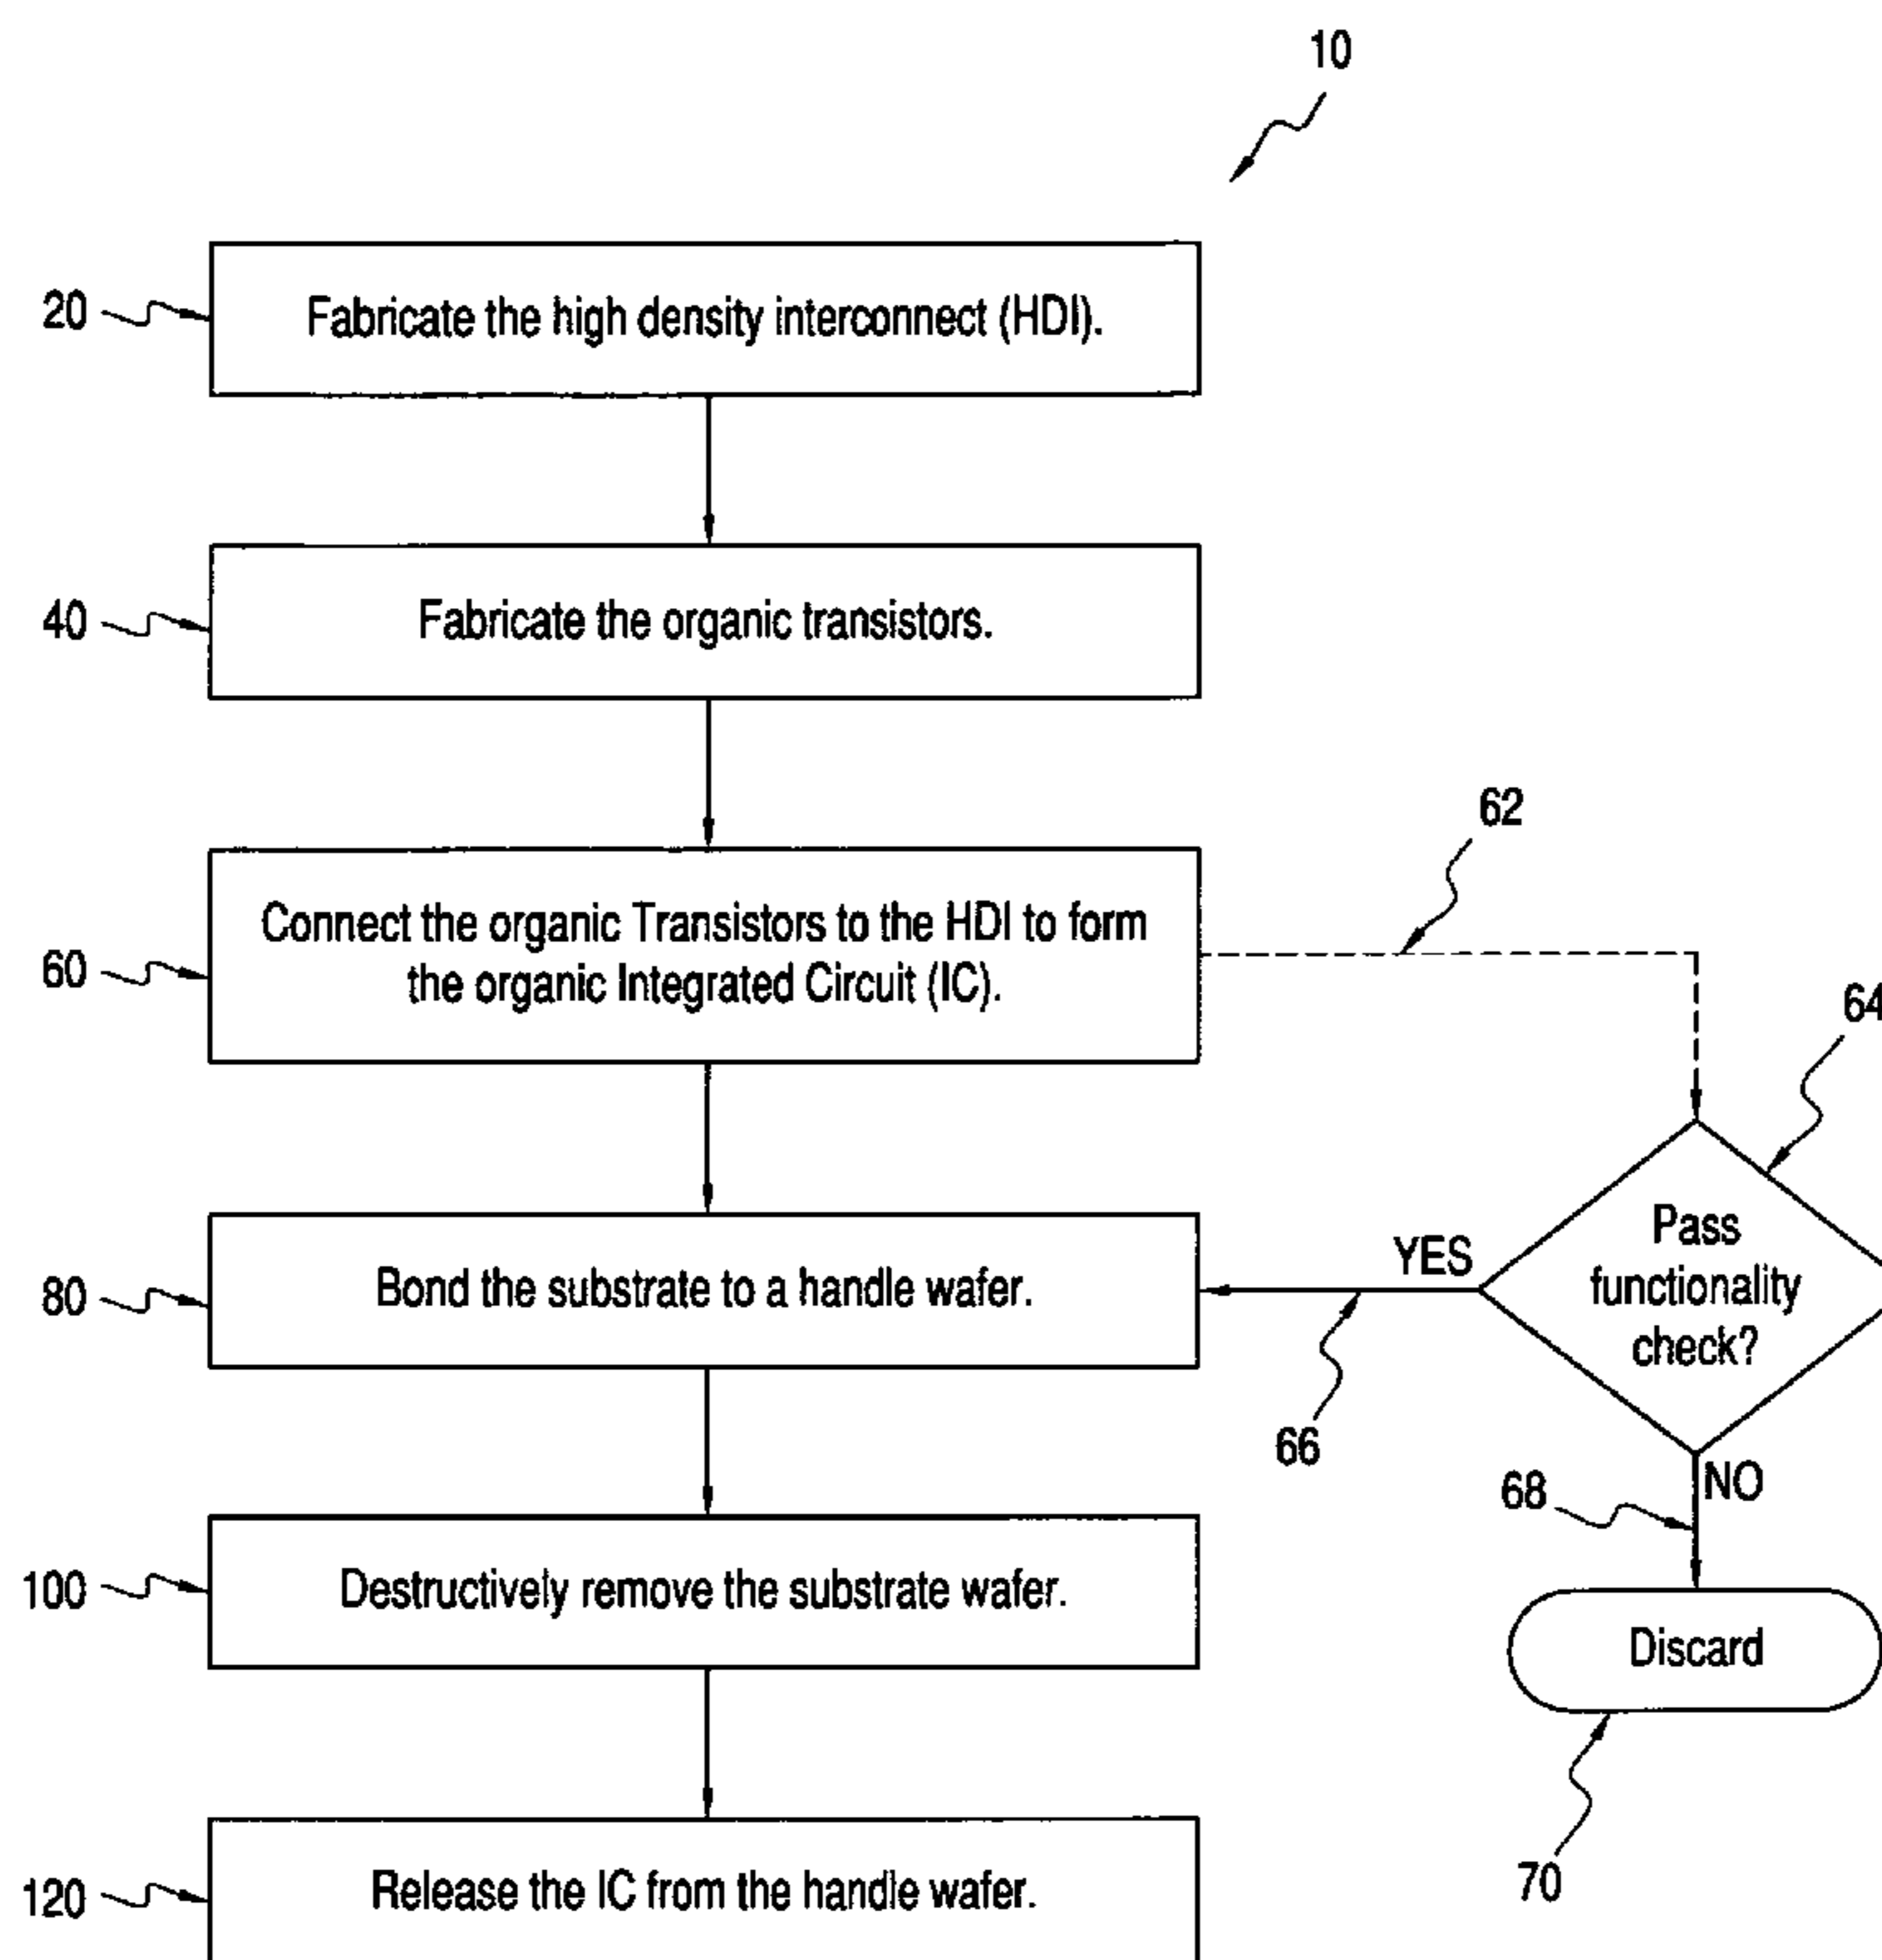 10
20
Fabricate the high density interconnect (HDI).
40
Fabricate the organic transistors.
62
60
Connect the organic Transistors to the HDI to form
the organic Integrated Circuit (IC).
64
80
Bond the substrate to a handle wafer.
YES
Pass
functionality
check?
66
68
NO
100
Destructively remove the substrate wafer.
Discard
120
Release the IC from the handle wafer.
70